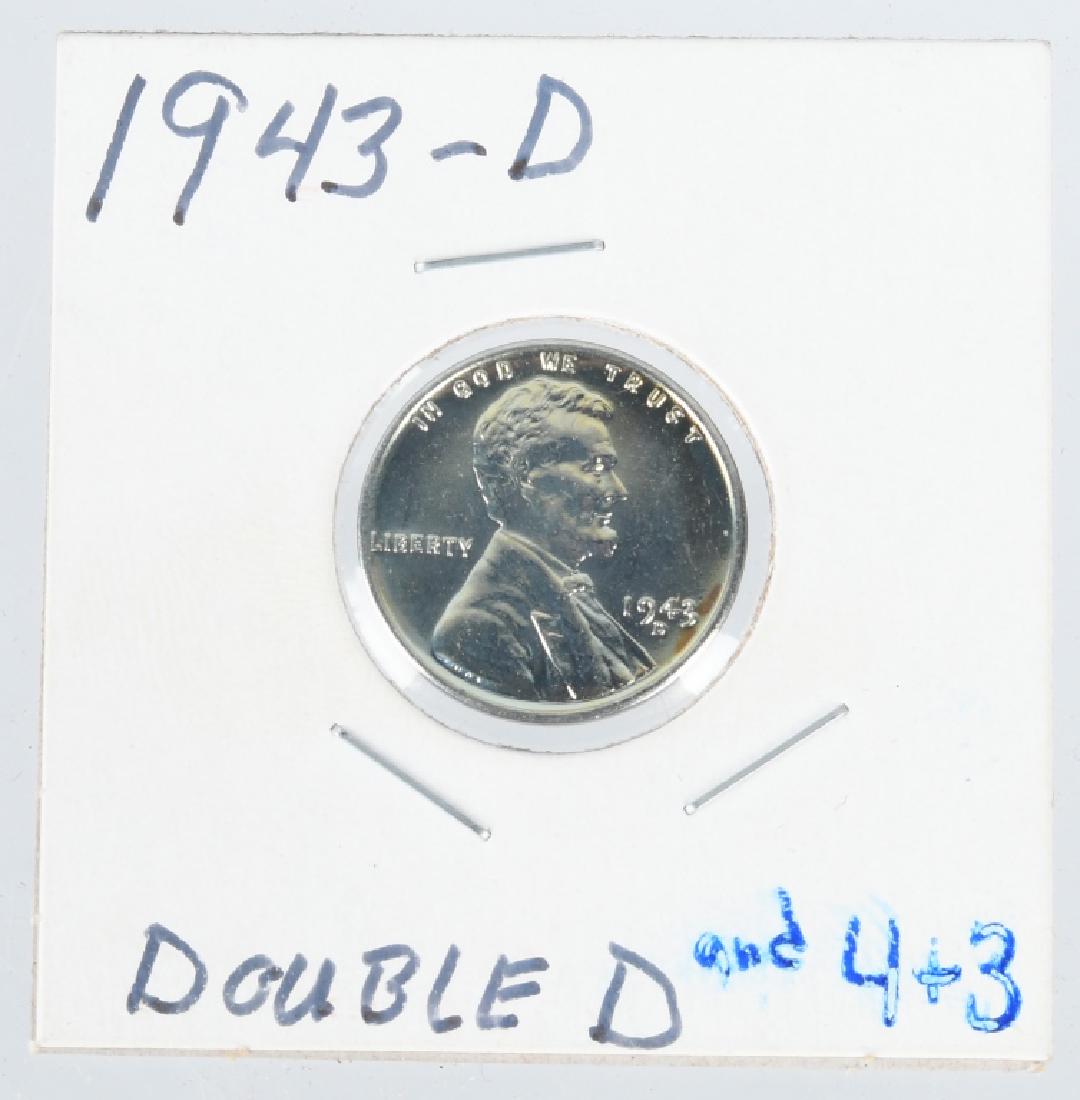 1943-D
IN GOD WE TRUST
LIBERTY
1943
D
DOUBLE D and 4+3